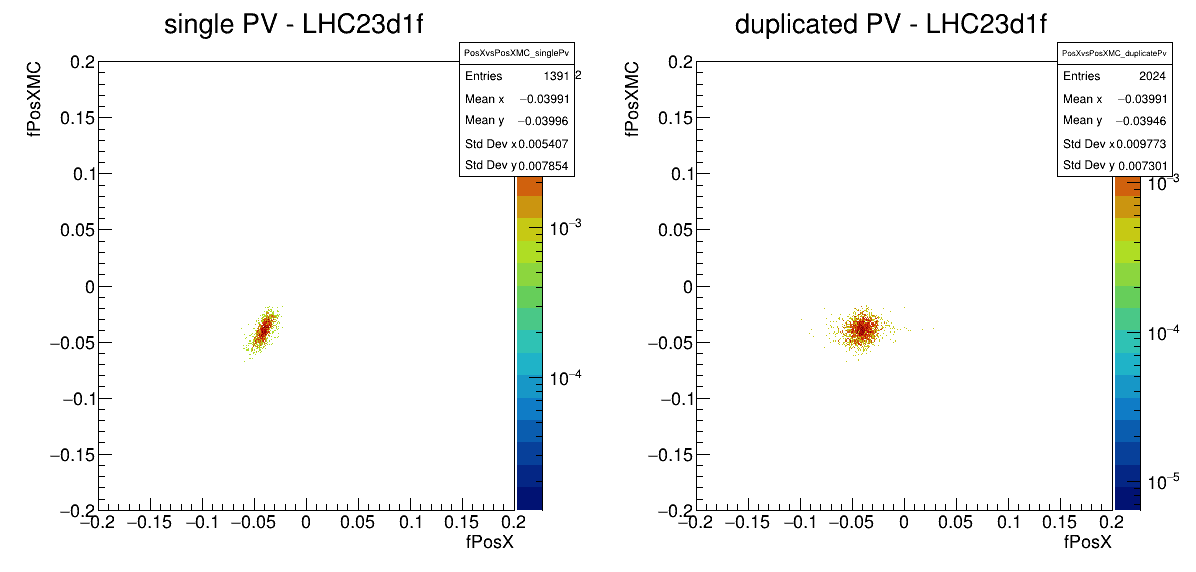 single PV - LHC23d1f
PosXvsPosXMC_singlePv
Entries 1391
Mean x −0.03991
Mean y −0.03996
Std Dev x 0.005407
Std Dev y 0.007854
2
fPosXMC
0.2
0.15
0.1
0.05
0
−0.05
−0.1
−0.15
−0.2
−0.2 −0.15 −0.1 −0.05 0 0.05 0.1 0.15 0.2
fPosX
10−3
10−4
duplicated PV - LHC23d1f
PosXvsPosXMC_duplicatePv
Entries 2024
Mean x −0.03991
Mean y −0.03946
Std Dev x 0.009773
Std Dev y 0.007301
fPosXMC
0.2
0.15
0.1
0.05
0
−0.05
−0.1
−0.15
−0.2
−0.2 −0.15 −0.1 −0.05 0 0.05 0.1 0.15 0.2
fPosX
10−3
10−4
10−5